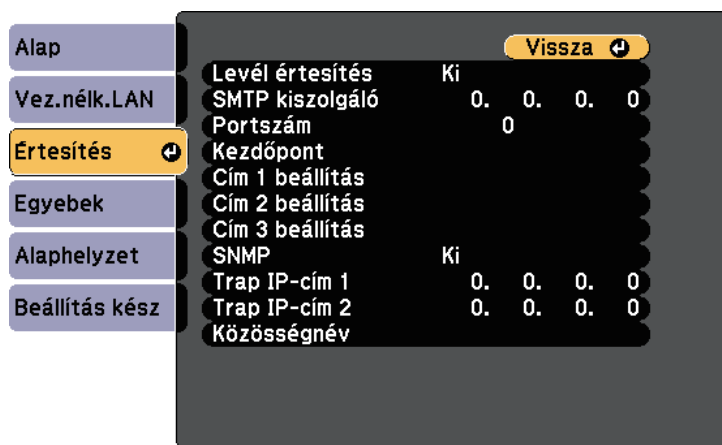 Alap
Vez.nélk.LAN
Értesítés
Egyebek
Alaphelyzet
Beállítás kész
Vissza
Levél értesítés Ki
SMTP kiszolgáló 0. 0. 0. 0
Portszám 0
Kezdőpont
Cím 1 beállítás
Cím 2 beállítás
Cím 3 beállítás
SNMP Ki
Trap IP-cím 1 0. 0. 0. 0
Trap IP-cím 2 0. 0. 0. 0
Közösségnév